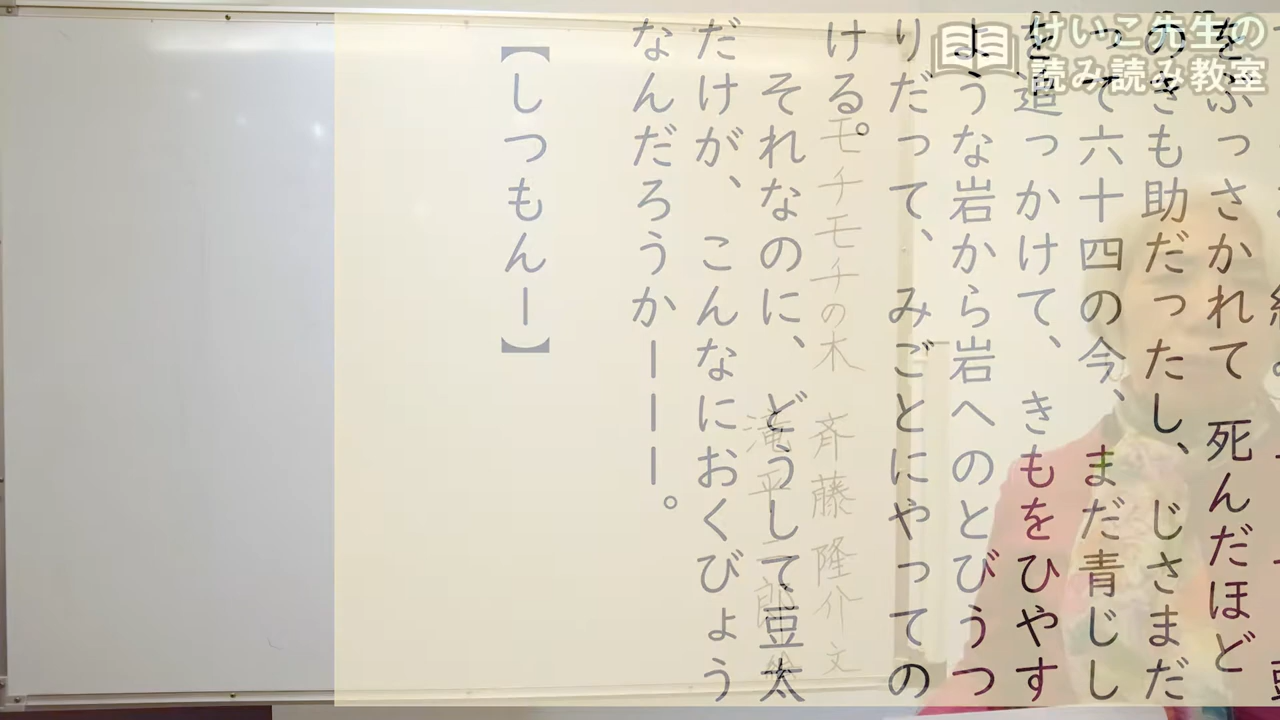 けいこ先生の
読み読み教室
をぶっさかれて 死んだほど
のきも助だったし、じさまだ
って六十四の今、まだ青じし
を追っかけて、きもをひやす
ような岩から岩へのとびうつ
りだって、みごとにやっての
ける。
それなのに、どうして豆太
だけが、こんなにおくびょう
なんだろうかーーー。
【しつもんー】
モチモチの木 斉藤 隆介 文
滝平 二郎 絵